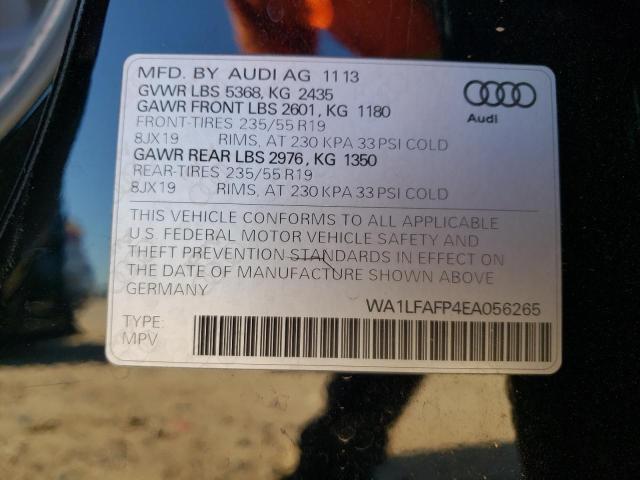 MFD. BY AUDI AG 11 13
GVWR LBS 5368, KG 2435
GAWR FRONT LBS 2601, KG 1180
FRONT-TIRES 235/55 R19
8JX19 RIMS, AT 230 KPA 33 PSI COLD
GAWR REAR LBS 2976, KG 1350
REAR-TIRES 235/55 R19
8JX19 RIMS, AT 230 KPA 33 PSI COLD
Audi
THIS VEHICLE CONFORMS TO ALL APPLICABLE
U.S. FEDERAL MOTOR VEHICLE SAFETY AND
THEFT PREVENTION STANDARDS IN EFFECT ON
THE DATE OF MANUFACTURE SHOWN ABOVE
GERMANY
WA1LFAFP4EA056265
TYPE:
MPV